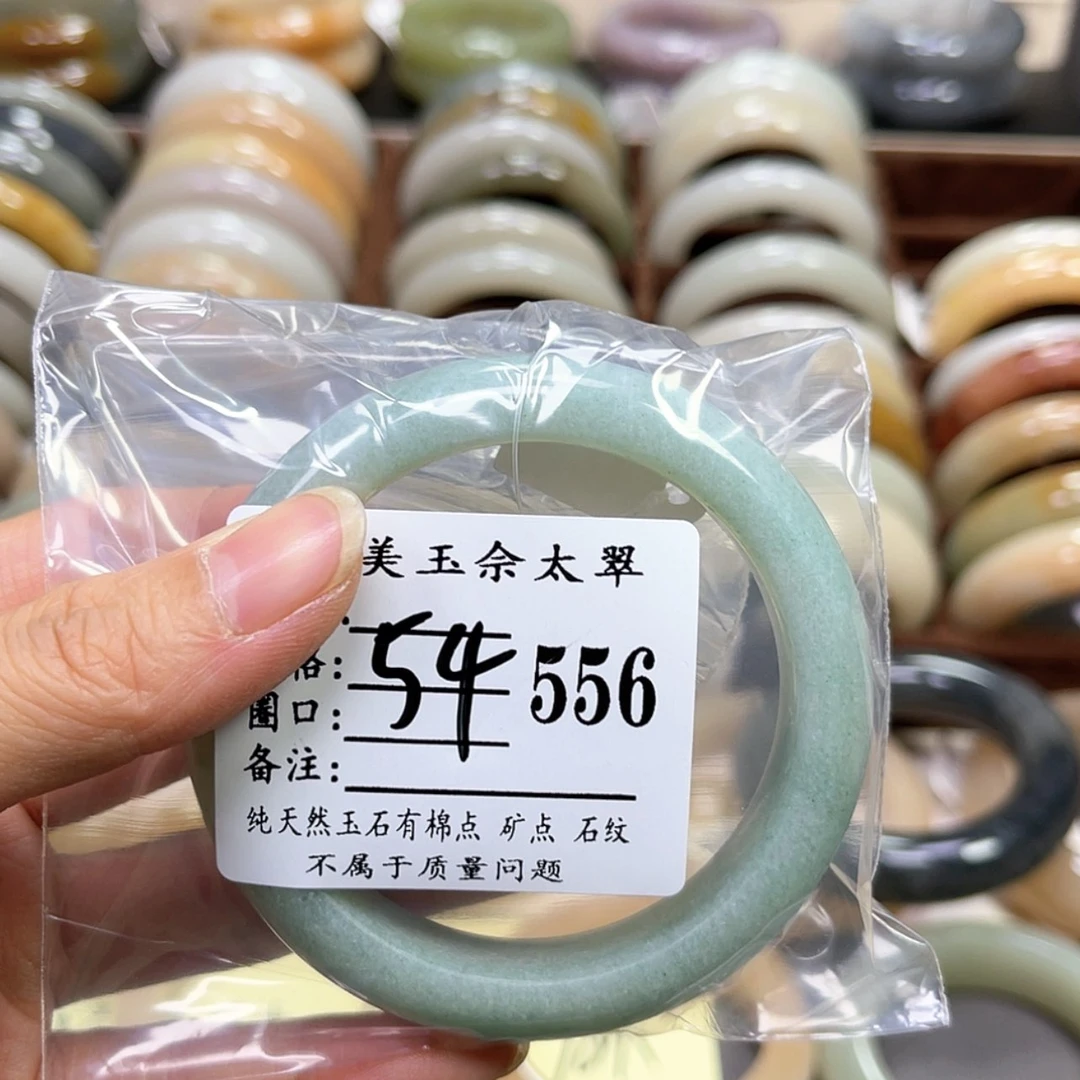 美玉佘太翠
格: 54 556
圈口:
备注:
纯天然玉石有棉点 矿点 石纹
不属于质量问题